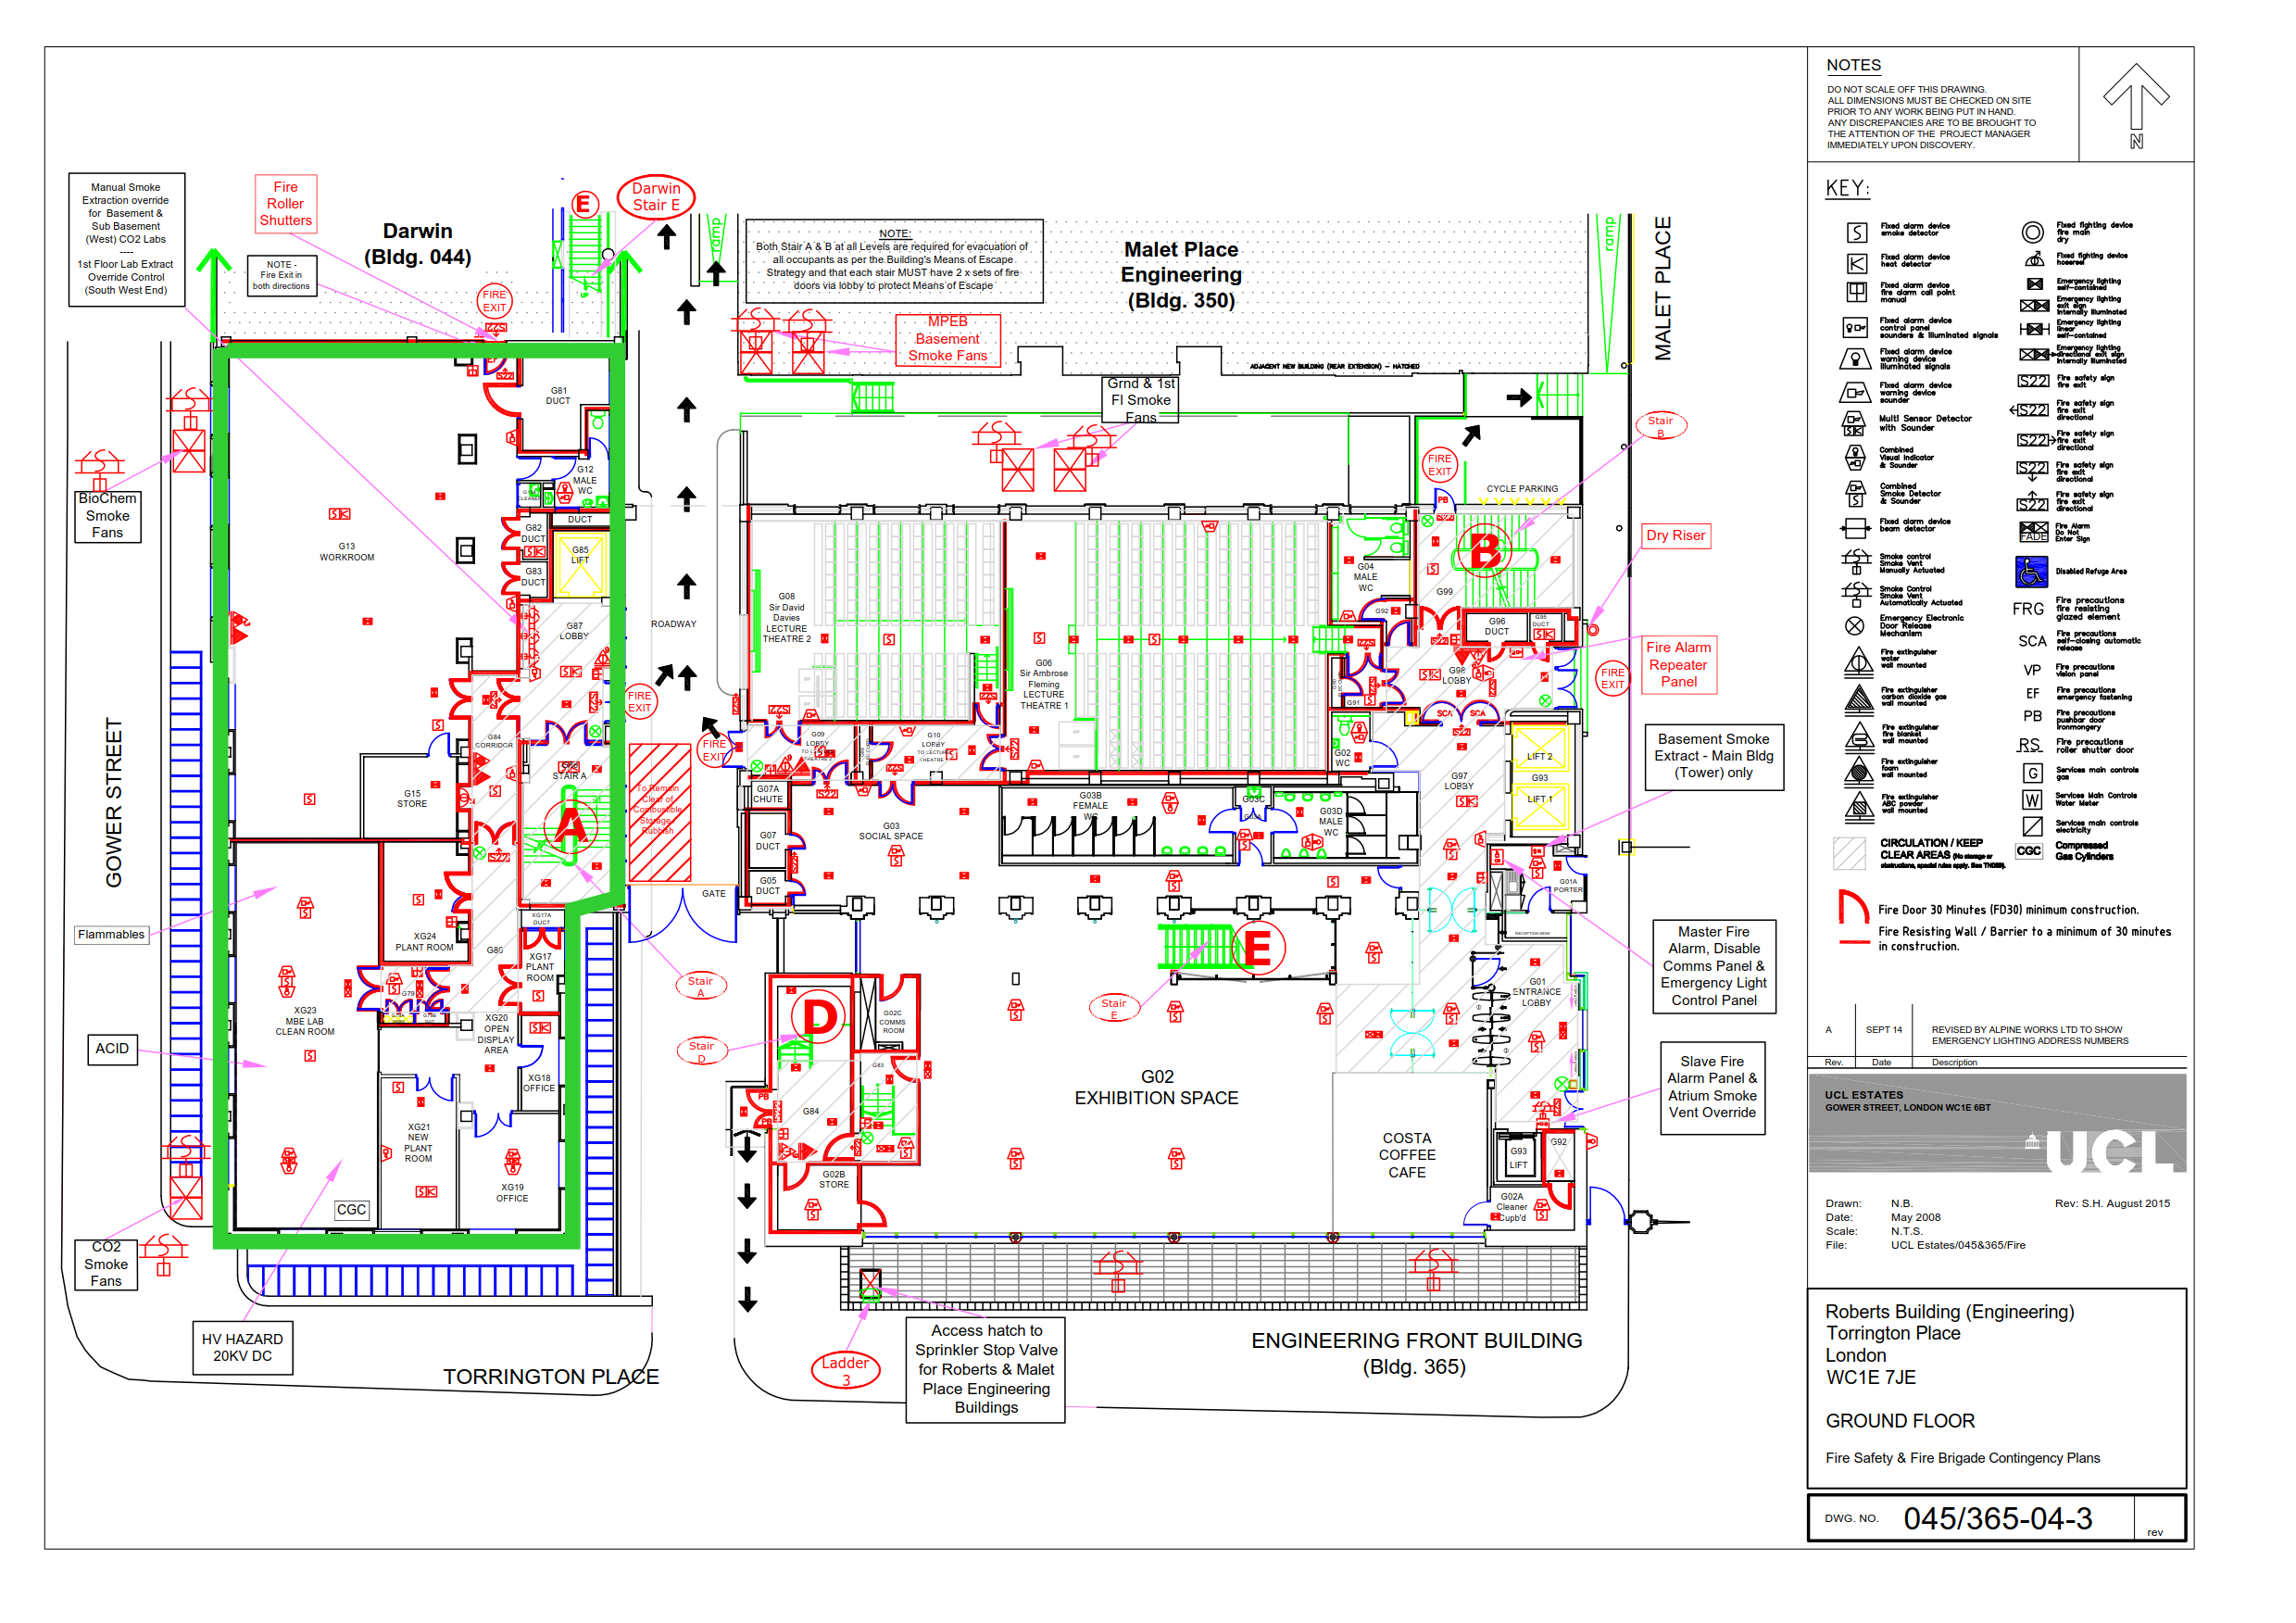 NOTES
DO NOT SCALE OFF THIS DRAWING.
ALL DIMENSIONS MUST BE CHECKED ON SITE
PRIOR TO ANY WORK BEING PUT IN HAND.
ANY DISCREPANCIES ARE TO BE BROUGHT TO
THE ATTENTION OF THE PROJECT MANAGER
IMMEDIATELY UPON DISCOVERY.
N
KEY:
Fixed alarm device
smoke detector
Fixed alarm device
heat detector
Fixed alarm device
fire alarm call point
manual
Fixed alarm device
control panel
sounders & illuminated signals
Fixed alarm device
warning device
illuminated signals
Fixed alarm device
warning device
sounder
Multi Sensor Detector
with Sounder
Combined
Visual Indicator
& Sounder
Combined
Smoke Detector
& Sounder
Fixed alarm device
beam detector
Smoke control
Smoke Vent
Manually Actuated
Smoke Control
Smoke Vent
Automatically Actuated
Emergency Electronic
Door Release
Mechanism
Fire extinguisher
water
wall mounted
Fire extinguisher
carbon dioxide gas
wall mounted
Fire extinguisher
fire blanket
wall mounted
Fire extinguisher
foam
wall mounted
Fire extinguisher
ABC powder
wall mounted
CIRCULATION / KEEP
CLEAR AREAS
Fixed fighting device
fire main
dry
Fixed fighting device
hosereel
Emergency lighting
self-contained
Emergency lighting
exit sign
internally illuminated
Emergency lighting
linear
self-contained
Emergency lighting
directional exit sign
internally illuminated
S22
Fire safety sign
fire exit
S22
Fire safety sign
fire exit
directional
S22
Fire safety sign
fire exit
directional
S22
Fire safety sign
fire exit
directional
S22
Fire safety sign
fire exit
directional
FADE
Fire Alarm
Do Not
Enter Sign
Disabled Refuge Area
FRG
Fire precautions
fire resisting
glazed element
SCA
Fire precautions
self-closing automatic
release
VP
Fire precautions
vision panel
EF
Fire precautions
emergency fastening
PB
Fire precautions
pushbar door
ironmongery
RS
Fire precautions
roller shutter door
G
Services main controls
gas
W
Services Main Controls
Water Meter
Services main controls
electricity
CGC
Compressed
Gas Cylinders
Fire Door 30 Minutes (FD30) minimum construction.
Fire Resisting Wall / Barrier to a minimum of 30 minutes
in construction.
A SEPT 14 REVISED BY ALPINE WORKS LTD TO SHOW
EMERGENCY LIGHTING ADDRESS NUMBERS
Rev. Date Description
UCL ESTATES
GOWER STREET, LONDON WC1E 6BT
UCL
Drawn: N.B. Rev: S.H. August 2015
Date: May 2008
Scale: N.T.S.
File: UCL Estates/045&365/Fire
Roberts Building (Engineering)
Torrington Place
London
WC1E 7JE
GROUND FLOOR
Fire Safety & Fire Brigade Contingency Plans
DWG. NO. 045/365-04-3
rev
Manual Smoke
Extraction override
for Basement &
Sub Basement
(West) CO2 Labs
----
1st Floor Lab Extract
Override Control
(South West End)
Fire
Roller
Shutters
NOTE -
Fire Exit in
both directions
Darwin
(Bldg. 044)
FIRE
EXIT
E
Darwin
Stair E
ramp
NOTE:
Both Stair A & B at all Levels are required for evacuation of
all occupants as per the Building's Means of Escape
Strategy and that each stair MUST have 2 x sets of fire
doors via lobby to protect Means of Escape
Malet Place
Engineering
(Bldg. 350)
MPEB
Basement
Smoke Fans
ADJACENT NEW BUILDING (REAR EXTENSION) - HATCHED
Grnd & 1st
Fl Smoke
Fans
ramp
MALET PLACE
Stair
B
FIRE
EXIT
PB
CYCLE PARKING
Dry Riser
Fire Alarm
Repeater
Panel
FIRE
EXIT
Basement Smoke
Extract - Main Bldg
(Tower) only
Master Fire
Alarm, Disable
Comms Panel &
Emergency Light
Control Panel
Slave Fire
Alarm Panel &
Atrium Smoke
Vent Override
BioChem
Smoke
Fans
GOWER STREET
Flammables
ACID
CO2
Smoke
Fans
HV HAZARD
20KV DC
TORRINGTON PLACE
G81
DUCT
G12
MALE
WC
DUCT
G82
DUCT
G83
DUCT
G85
LIFT
G13
WORKROOM
G87
LOBBY
ROADWAY
FIRE
EXIT
G84
CORRIDOR
STAIR A
A
G15
STORE
To Remain
Clear of
Combustible
Storage
Rubbish
GATE
XG24
PLANT ROOM
G80
XG17A
DUCT
XG17
PLANT
ROOM
G79
XG23
MBE LAB
CLEAN ROOM
XG20
OPEN
DISPLAY
AREA
XG18
OFFICE
XG21
NEW
PLANT
ROOM
XG19
OFFICE
CGC
Stair
A
Stair
D
FIRE
EXIT
G08
Sir David
Davies
LECTURE
THEATRE 2
G06
Sir Ambrose
Fleming
LECTURE
THEATRE 1
G04
MALE
WC
B
G99
G92
G96
DUCT
G95
DUCT
G98
LOBBY
G91
SCA
SCA
G02
WC
G09
LOBBY
G10
LOBBY
G07A
CHUTE
G07
DUCT
G05
DUCT
G03
SOCIAL SPACE
G03B
FEMALE
WC
G03C
G03D
MALE
WC
G97
LOBBY
LIFT 2
G93
LIFT 1
G01A
PORTER
RECEPTION DESK
G01
ENTRANCE
LOBBY
E
Stair
E
D
G02C
COMMS
ROOM
G83
G84
PB
G02B
STORE
G02
EXHIBITION SPACE
COSTA
COFFEE
CAFE
G93
LIFT
G92
G02A
Cleaner
Cupb'd
Ladder
3
Access hatch to
Sprinkler Stop Valve
for Roberts & Malet
Place Engineering
Buildings
ENGINEERING FRONT BUILDING
(Bldg. 365)